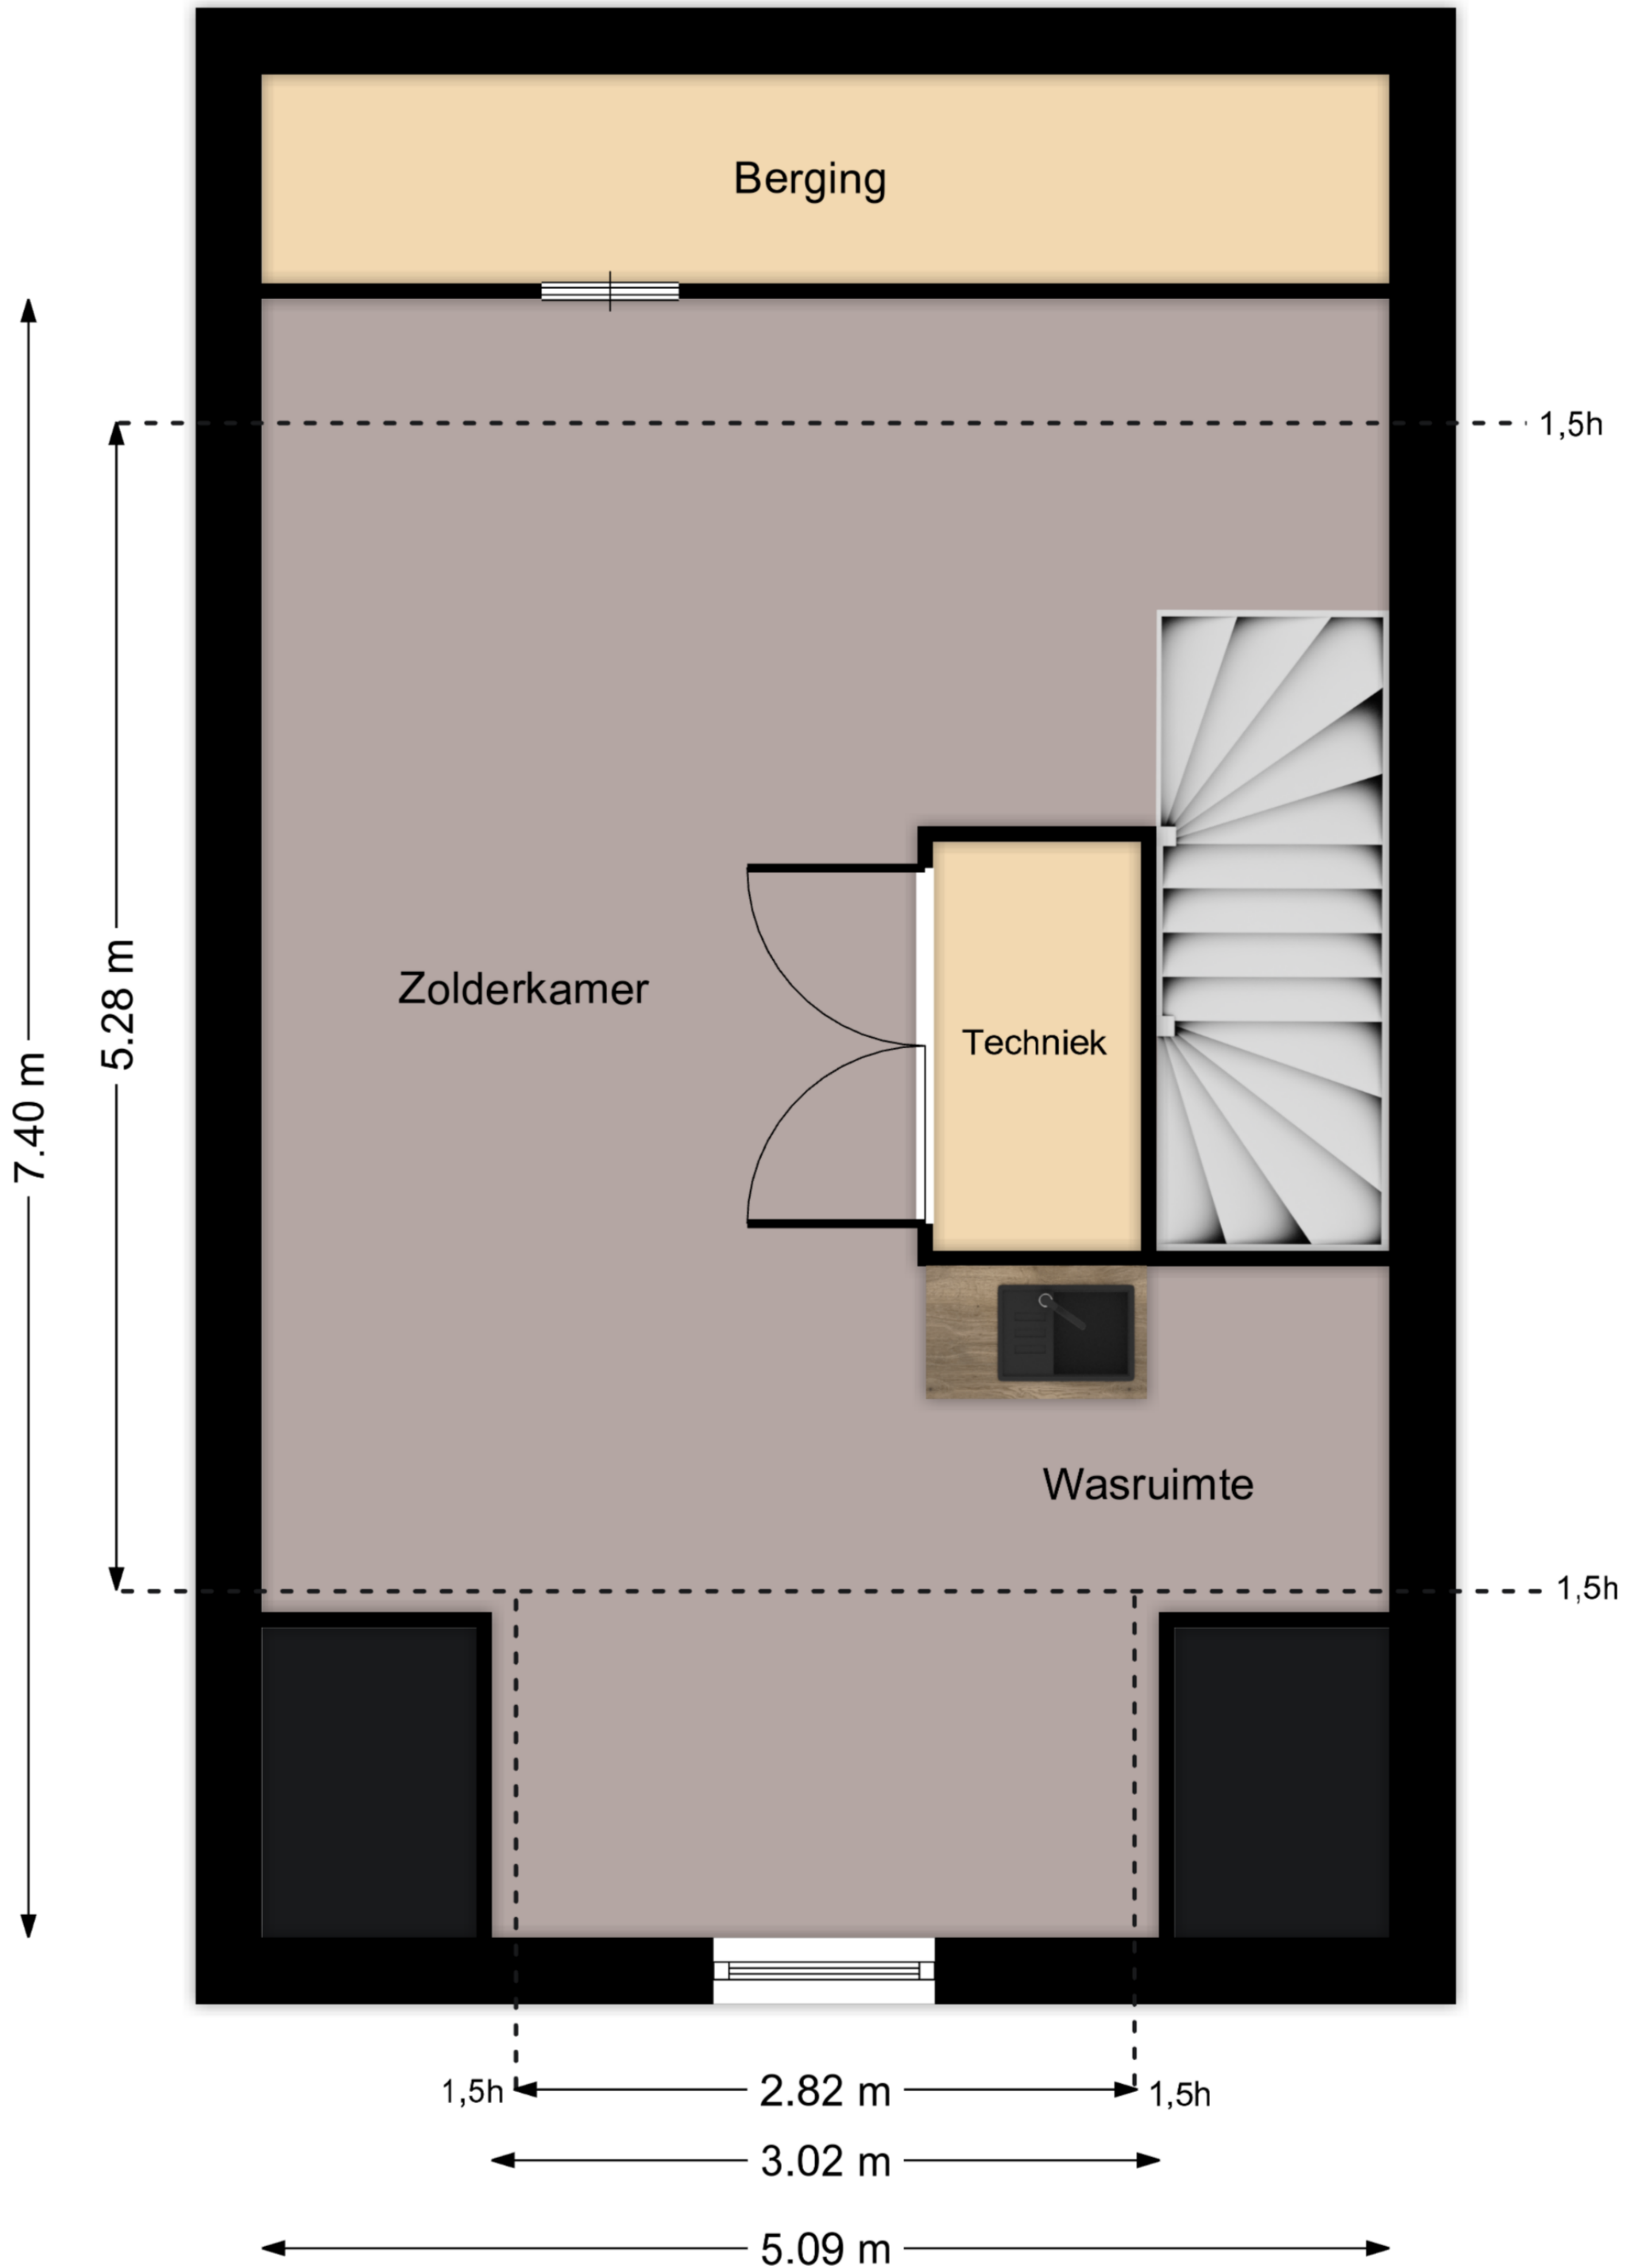 Berging
1,5h
5.28 m
7.40 m
Zolderkamer
Techniek
Wasruimte
1,5h
1,5h
2.82 m
1,5h
3.02 m
5.09 m